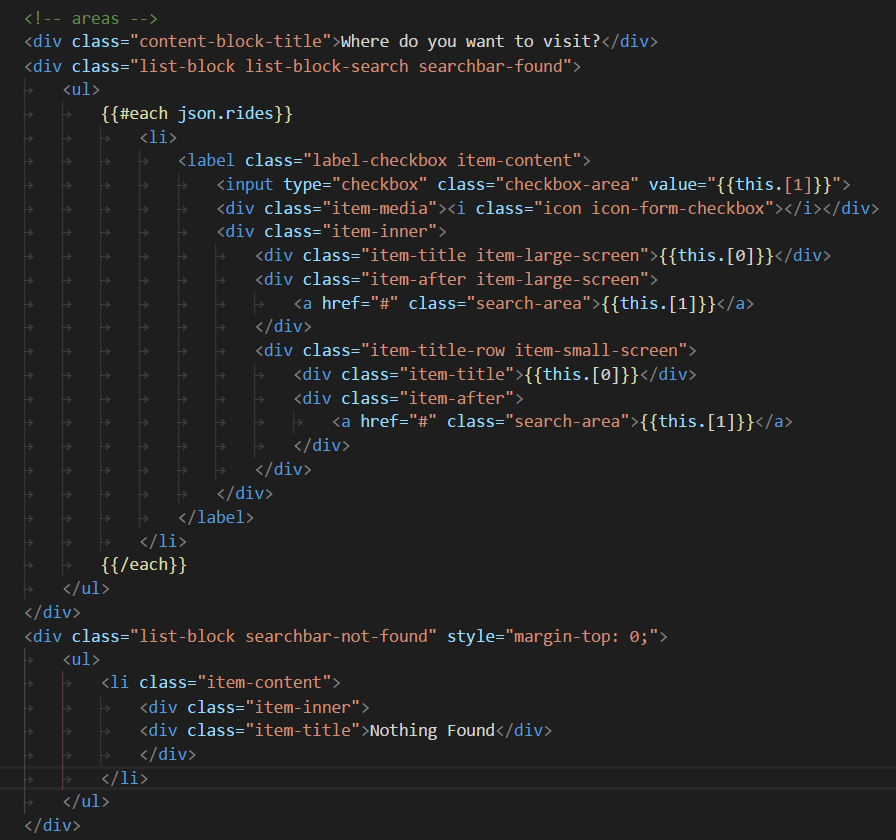 <!-- areas -->
<div class="content-block-title">Where do you want to visit?</div>
<div class="list-block list-block-search searchbar-found">
<ul>
{{#each json.rides}}
<li>
<label class="label-checkbox item-content">
<input type="checkbox" class="checkbox-area" value="{{this.[1]}}">
<div class="item-media"><i class="icon icon-form-checkbox"></i></div>
<div class="item-inner">
<div class="item-title item-large-screen">{{this.[0]}}</div>
<div class="item-after item-large-screen">
<a href="#" class="search-area">{{this.[1]}}</a>
</div>
<div class="item-title-row item-small-screen">
<div class="item-title">{{this.[0]}}</div>
<div class="item-after">
<a href="#" class="search-area">{{this.[1]}}</a>
</div>
</div>
</div>
</label>
</li>
{{/each}}
</ul>
</div>
<div class="list-block searchbar-not-found" style="margin-top: 0;">
<ul>
<li class="item-content">
<div class="item-inner">
<div class="item-title">Nothing Found</div>
</div>
</li>
</ul>
</div>